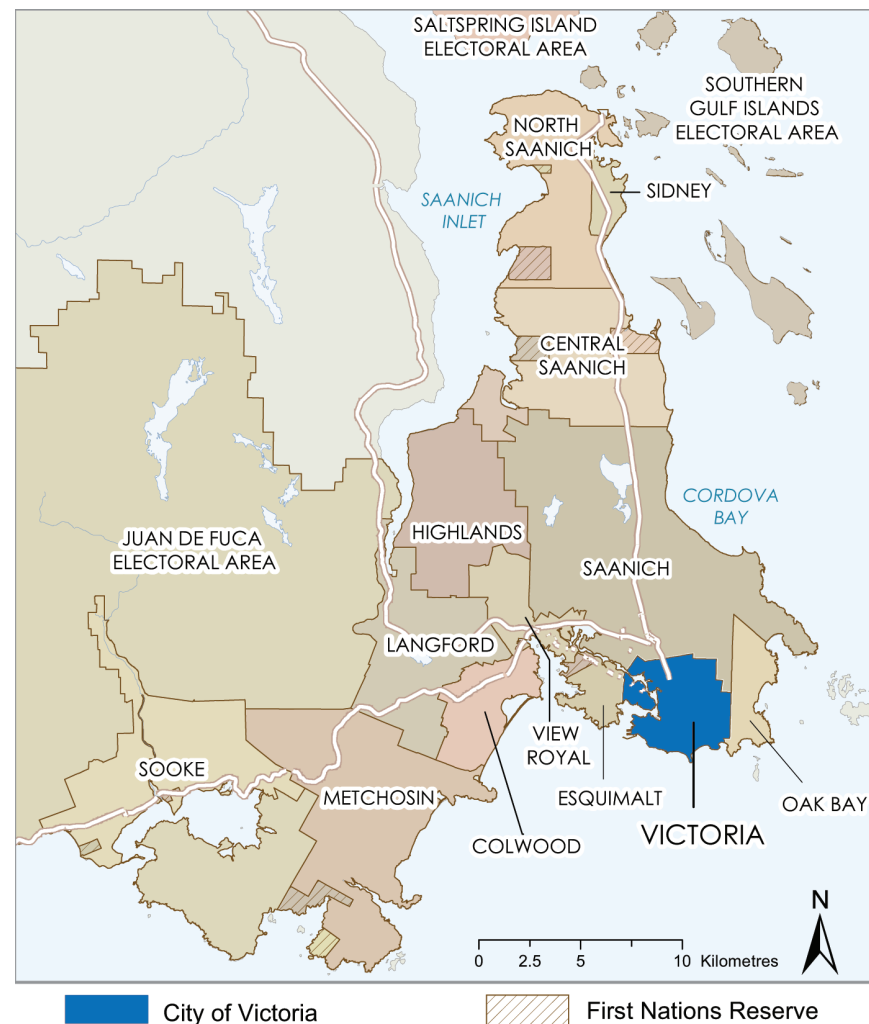 SALTSPRING ISLAND
ELECTORAL AREA
SOUTHERN
GULF ISLANDS
ELECTORAL AREA
NORTH
SAANICH
SIDNEY
SAANICH
INLET
CENTRAL
SAANICH
CORDOVA
BAY
HIGHLANDS
JUAN DE FUCA
ELECTORAL AREA
SAANICH
LANGFORD
VIEW
ROYAL
SOOKE
METCHOSIN
ESQUIMALT
OAK BAY
COLWOOD
VICTORIA
N
0 2.5 5 10 Kilometres
City of Victoria
First Nations Reserve